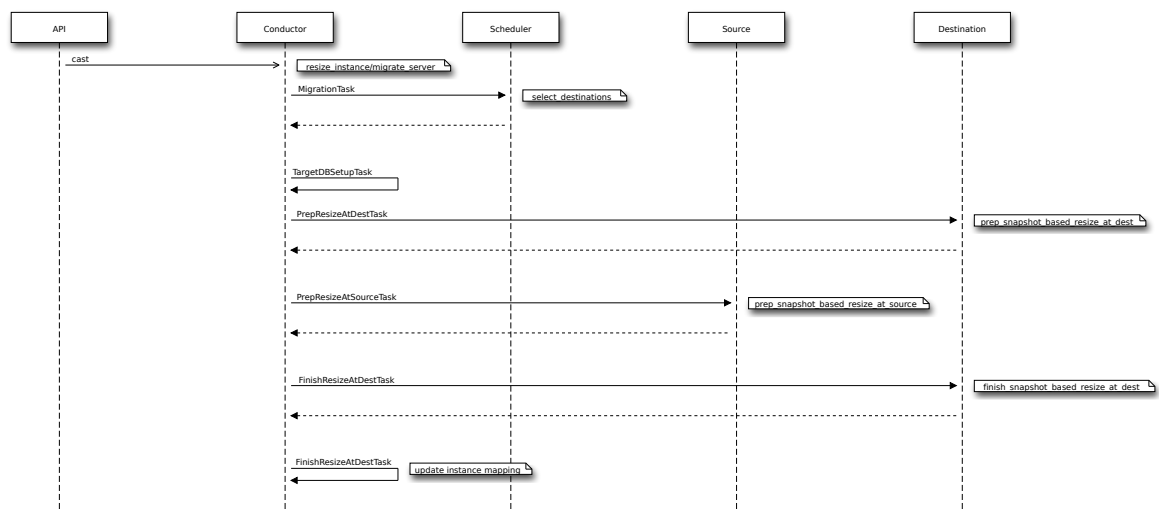 API
Conductor
Scheduler
Source
Destination
cast
resize_instance/migrate_server
MigrationTask
select_destinations
TargetDBSetupTask
PrepResizeAtDestTask
prep_snapshot_based_resize_at_dest
PrepResizeAtSourceTask
prep_snapshot_based_resize_at_source
FinishResizeAtDestTask
finish_snapshot_based_resize_at_dest
FinishResizeAtDestTask
update instance mapping